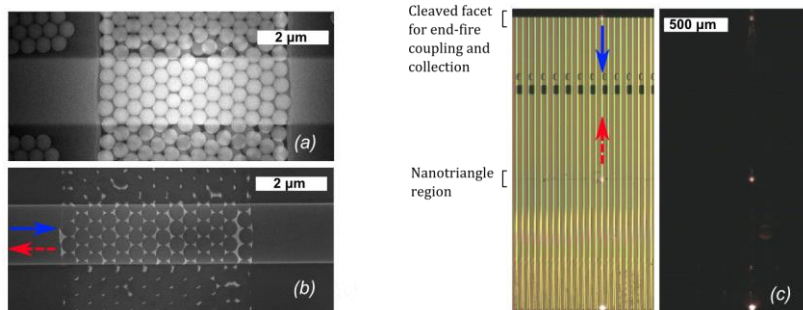 2 µm
(a)
2 µm
(b)
Cleaved facet
for end-fire
coupling and
collection
Nanotriangle
region
500 µm
(c)